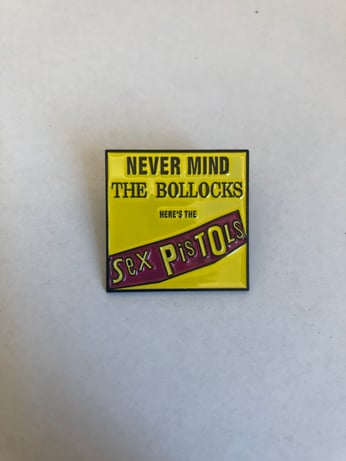 NEVER MIND
THE BOLLOCKS
HERE'S THE
Sex PisTOLs